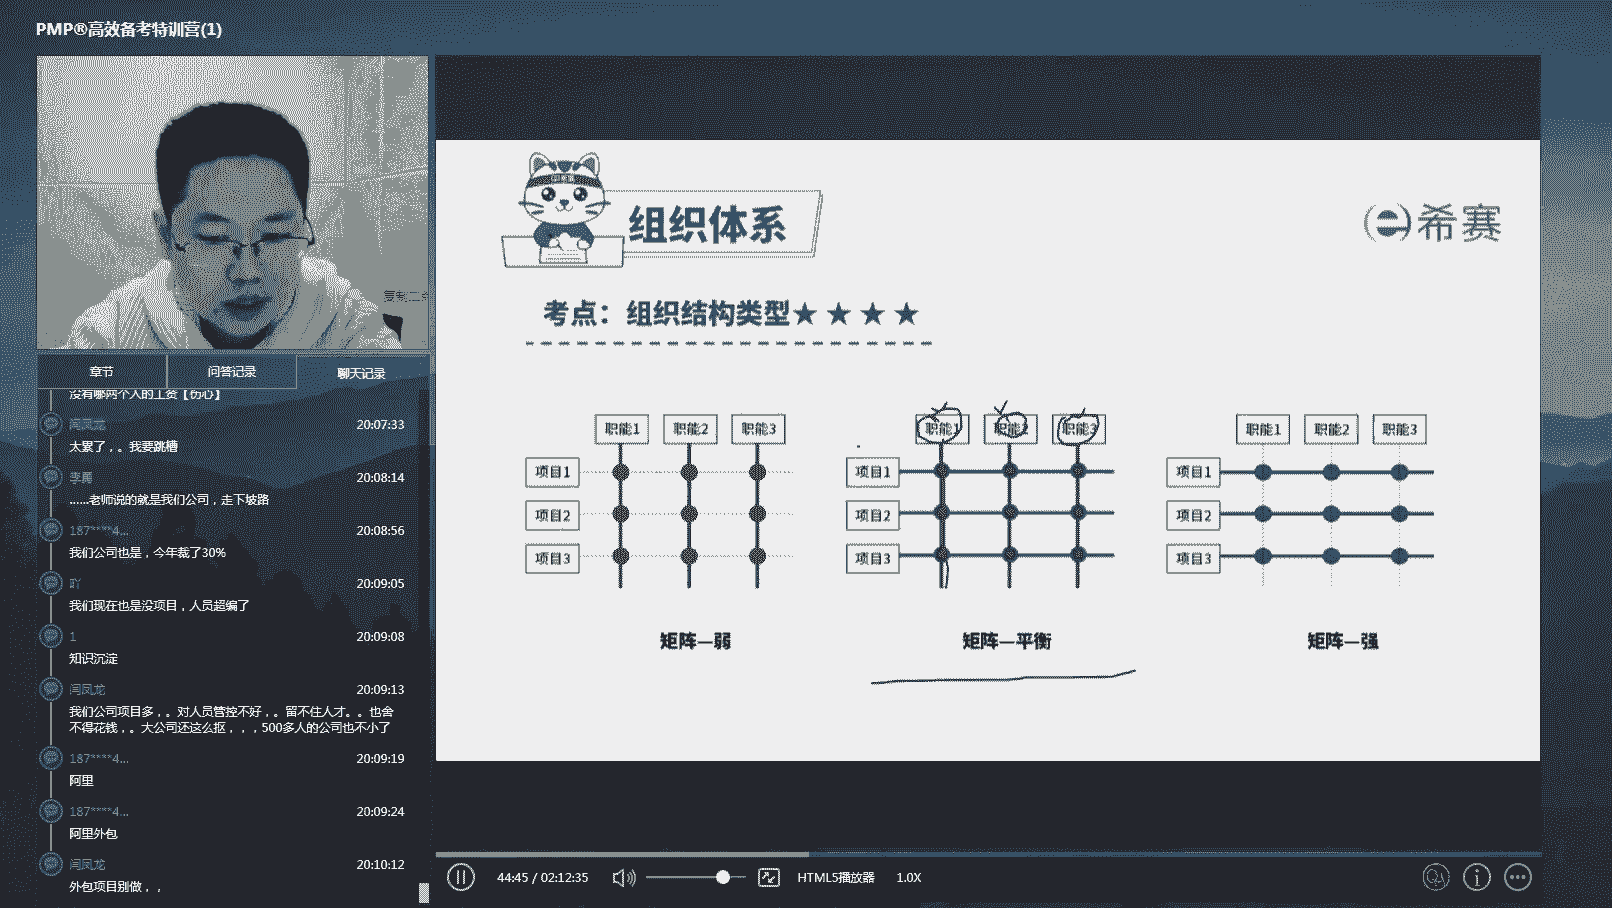 PMP®高效备考特训营(1)
章节
问答记录
聊天记录
没有哪两个人的工资【伤心】
闫凤龙
20:07:33
太累了，。我要跳槽
20:08:14
……老师说的就是我们公司，走下坡路
187****4...
20:08:56
我们公司也是，今年裁了30%
吖
20:09:05
我们现在也是没项目，人员超编了
1
20:09:08
知识沉淀
闫凤龙
20:09:13
我们公司项目多，。对人员管控不好，。留不住人才。。也舍
不得花钱，。大公司还这么抠，，，500多人的公司也不小了
187****4...
20:09:19
阿里
187****4...
20:09:24
阿里外包
闫凤龙
20:10:12
外包项目别做，，
组织体系
希赛
考点：组织结构类型★★★★
职能1
职能2
职能3
项目1
项目2
项目3
矩阵—弱
职能1
职能2
职能3
项目1
项目2
项目3
矩阵—平衡
职能1
职能2
职能3
项目1
项目2
项目3
矩阵—强
44:45 / 02:12:35
HTML5播放器
1.0X